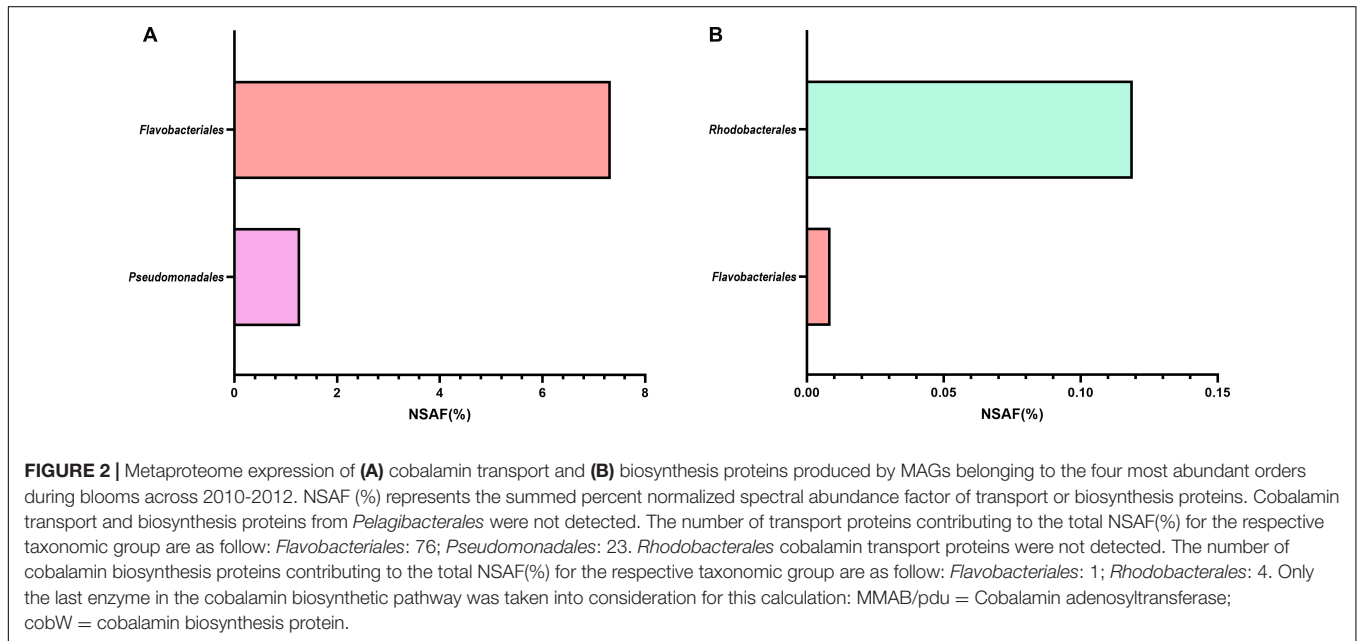 A
B
Flavobacteriales
Pseudomonadales
0 2 4 6 8
NSAF(%)
Rhodobacterales
Flavobacteriales
0.00 0.05 0.10 0.15
NSAF(%)
FIGURE 2 | Metaproteome expression of (A) cobalamin transport and (B) biosynthesis proteins produced by MAGs belonging to the four most abundant orders
during blooms across 2010-2012. NSAF (%) represents the summed percent normalized spectral abundance factor of transport or biosynthesis proteins. Cobalamin
transport and biosynthesis proteins from Pelagibacterales were not detected. The number of transport proteins contributing to the total NSAF(%) for the respective
taxonomic group are as follow: Flavobacteriales: 76; Pseudomonadales: 23. Rhodobacterales cobalamin transport proteins were not detected. The number of
cobalamin biosynthesis proteins contributing to the total NSAF(%) for the respective taxonomic group are as follow: Flavobacteriales: 1; Rhodobacterales: 4. Only
the last enzyme in the cobalamin biosynthetic pathway was taken into consideration for this calculation: MMAB/pdu = Cobalamin adenosyltransferase;
cobW = cobalamin biosynthesis protein.